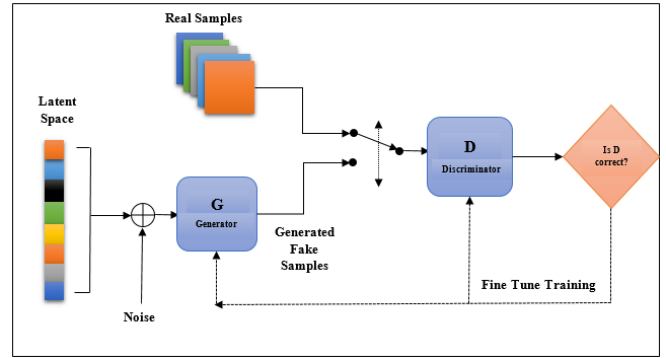 Real Samples
Latent
Space
D
Discriminator
Is D
correct?
G
Generator
Generated
Fake
Samples
Fine Tune Training
Noise